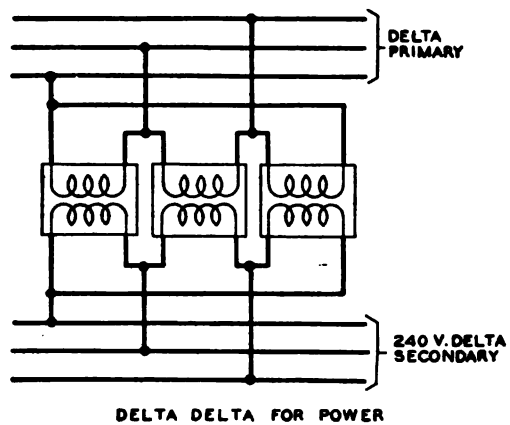 DELTA
PRIMARY
240 V. DELTA
SECONDARY
DELTA DELTA FOR POWER